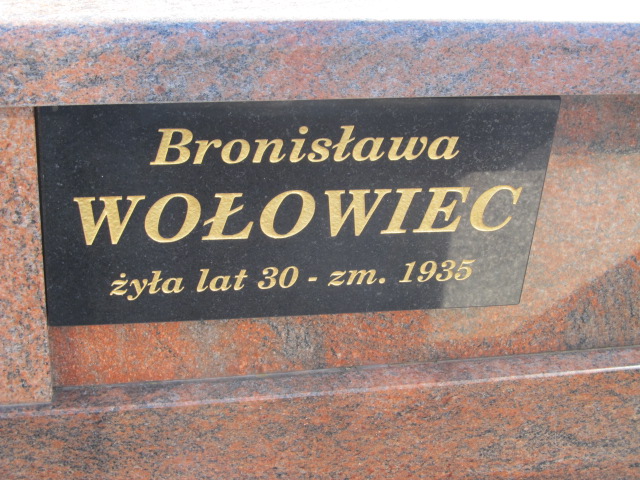 Bronisława
WOŁOWIEC
żyła lat 30 - zm. 1935